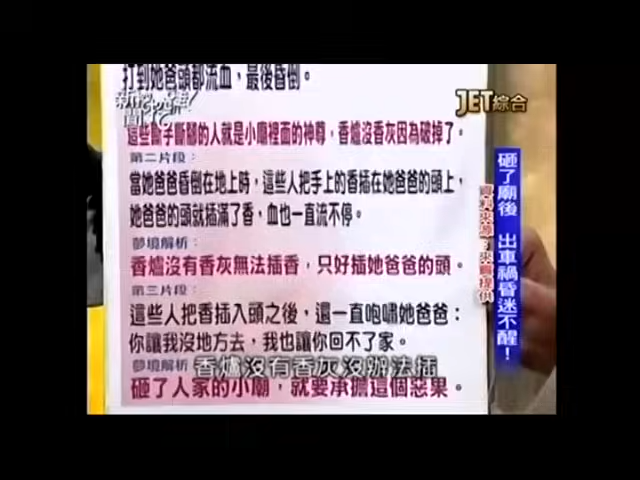 打到她爸頭都流血，最後昏倒。
JET綜合
這些斷手斷腳的人就是小廟裡面的神尊，香爐沒香灰因為破掉了。
第二片段：
當她爸爸昏倒在地上時，這些人把手上的香插在她爸爸的頭上，
她爸爸的頭就插滿了香，血也一直流不停。
夢境解析：
香爐沒有香灰無法插香，只好插她爸爸的頭。
第三片段：
這些人把香插入頭之後，還一直咆嘯她爸爸：
你讓我沒地方去，我也讓你回不了家。
夢境解析
砸了人家的小廟，就要承擔這個惡果。
香爐沒有香灰沒辦法插
砸了廟後 出車禍昏迷不醒！
資料來源：來賓提供